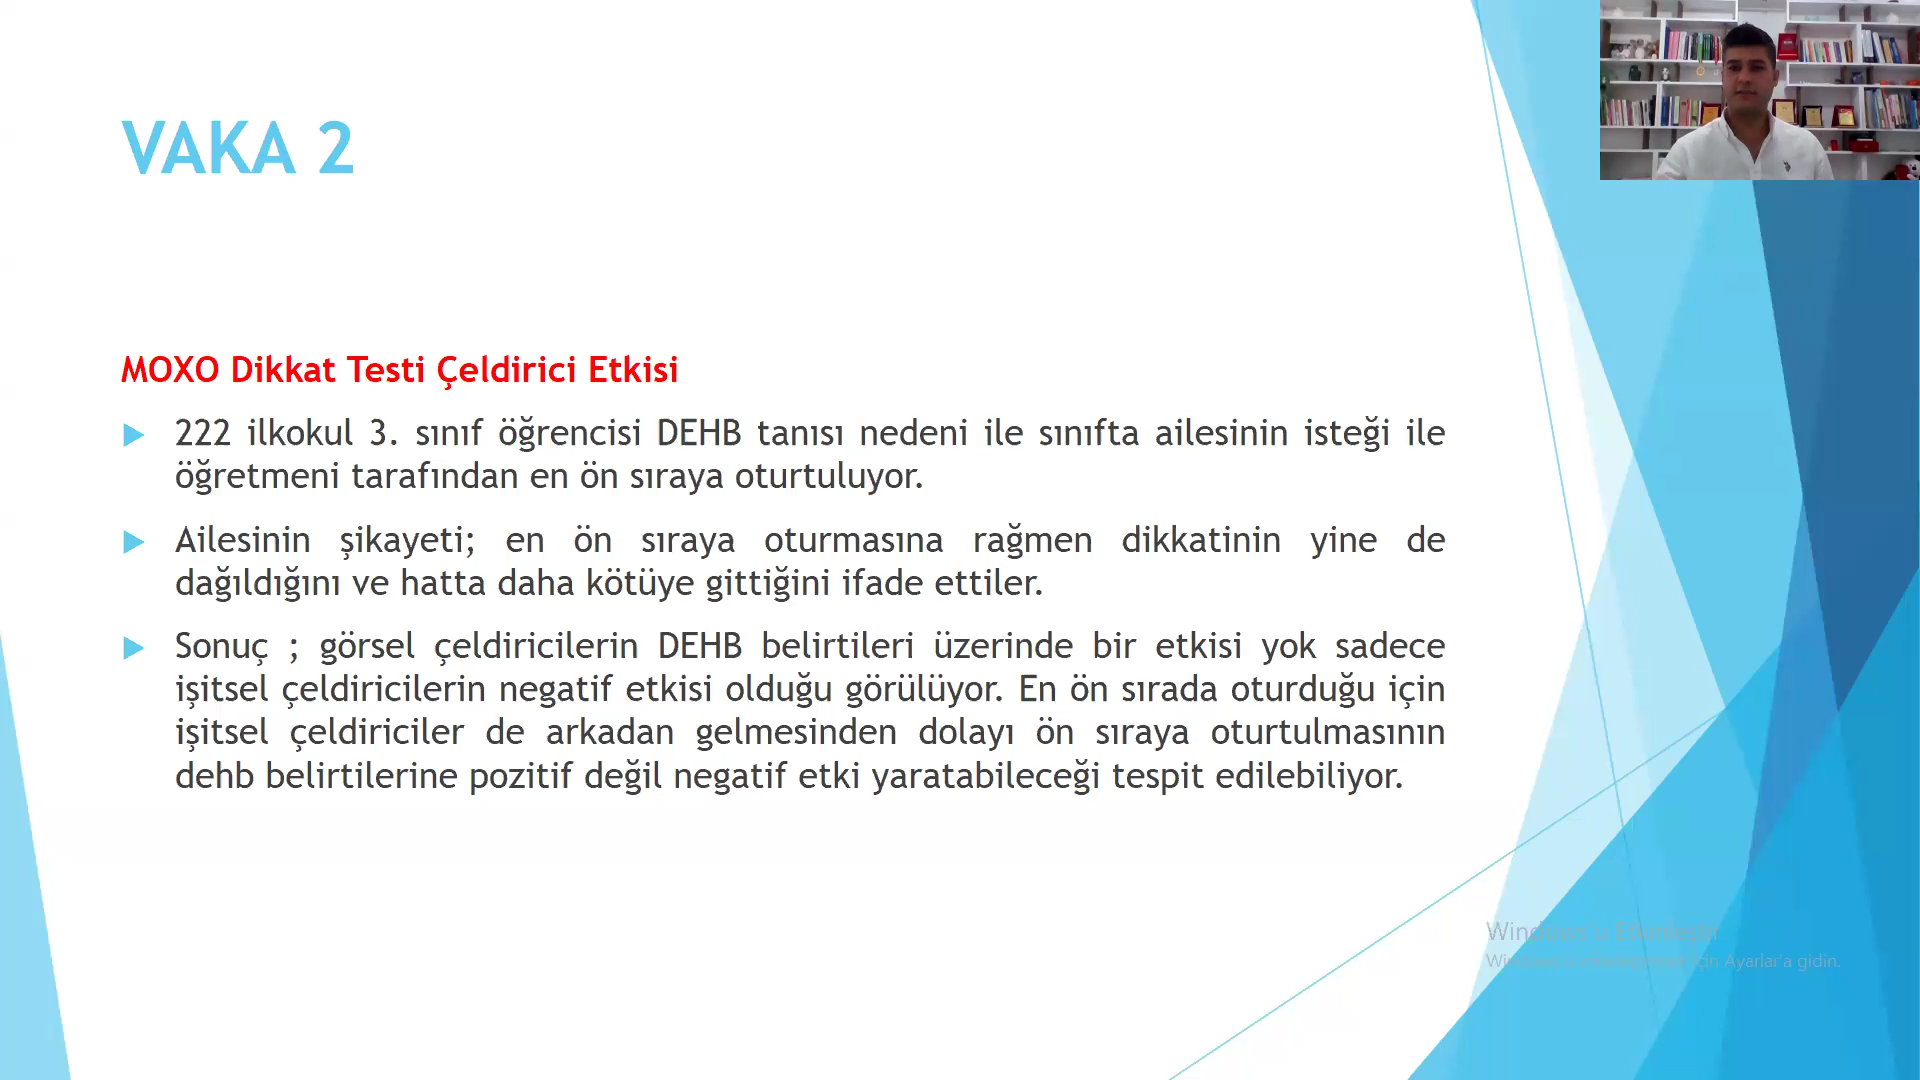 VAKA 2
MOXO Dikkat Testi Çeldirici Etkisi
222 ilkokul 3. sınıf öğrencisi DEHB tanısı nedeni ile sınıfta ailesinin isteği ile
öğretmeni tarafından en ön sıraya oturtuluyor.
Ailesinin şikayeti; en ön sıraya oturmasına rağmen dikkatinin yine de
dağıldığını ve hatta daha kötüye gittiğini ifade ettiler.
Sonuç ; görsel çeldiricilerin DEHB belirtileri üzerinde bir etkisi yok sadece
işitsel çeldiricilerin negatif etkisi olduğu görülüyor. En ön sırada oturduğu için
işitsel çeldiriciler de arkadan gelmesinden dolayı ön sıraya oturtulmasının
dehb belirtilerine pozitif değil negatif etki yaratabileceği tespit edilebiliyor.
Windows'u Etkinleştir
için Ayarlar'a gidin.